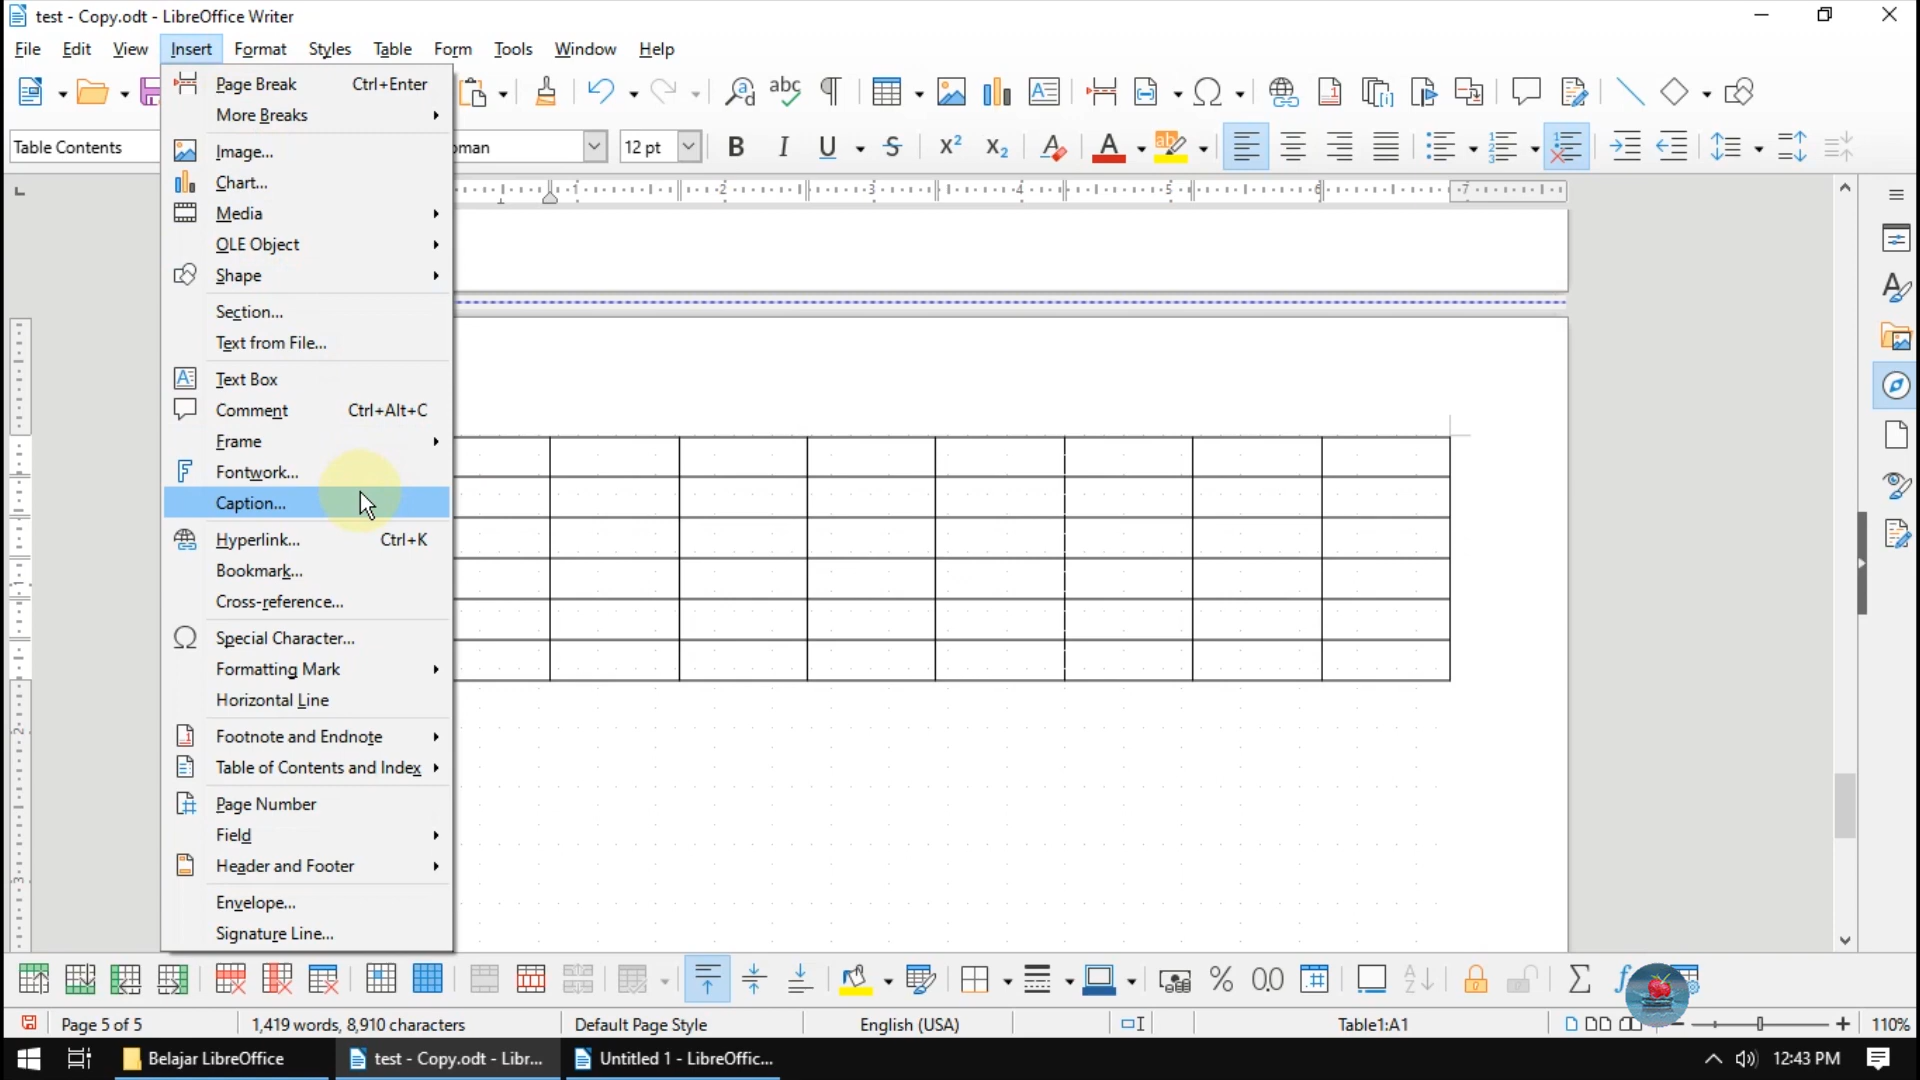 test - Copy.odt - LibreOffice Writer
File Edit View Insert Format Styles Table Form Tools Window Help
Page Break Ctrl+Enter
More Breaks
Table Contents
12 pt
Image...
Chart...
Media
OLE Object
Shape
Section...
Text from File...
Text Box
Comment Ctrl+Alt+C
Frame
Fontwork...
Caption...
Hyperlink... Ctrl+K
Bookmark...
Cross-reference...
Special Character...
Formatting Mark
Horizontal Line
Footnote and Endnote
Table of Contents and Index
Page Number
Field
Header and Footer
Envelope...
Signature Line...
Page 5 of 5 1,419 words, 8,910 characters Default Page Style English (USA) Table1:A1 110%
Belajar LibreOffice test - Copy.odt - Libr... Untitled 1 - LibreOffic... 12:43 PM